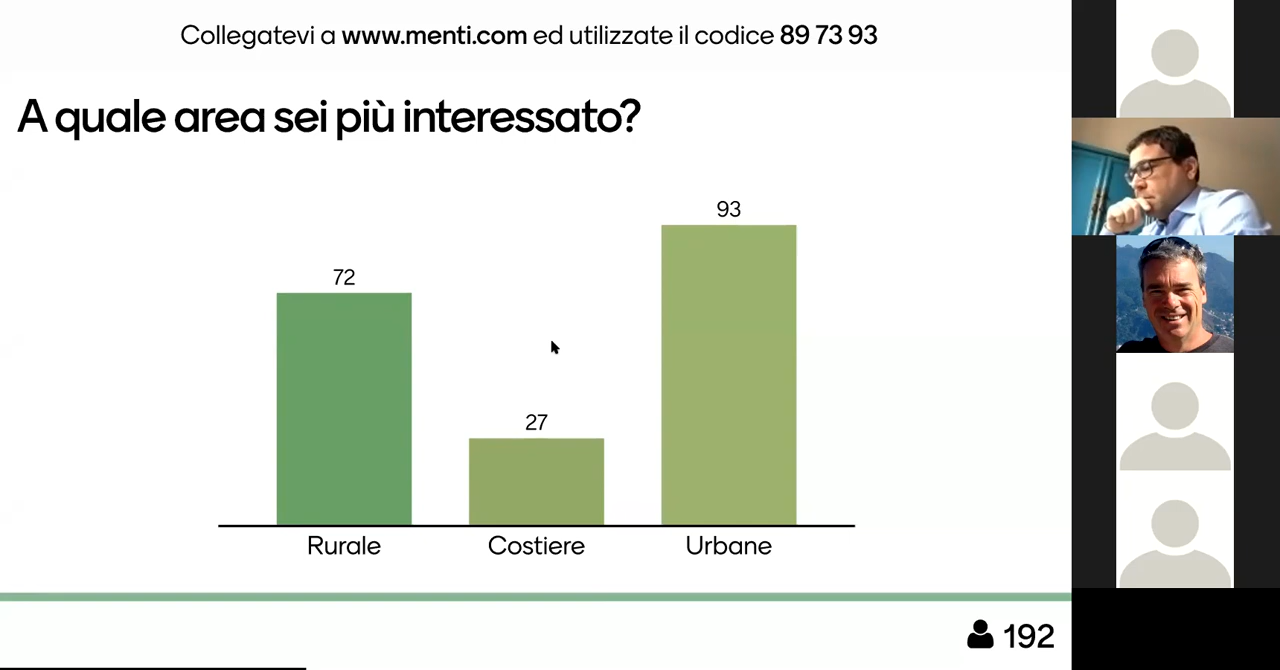 Collegatevi a www.menti.com ed utilizzate il codice 89 73 93
A quale area sei più interessato?
93
72
27
Rurale Costiere Urbane
192